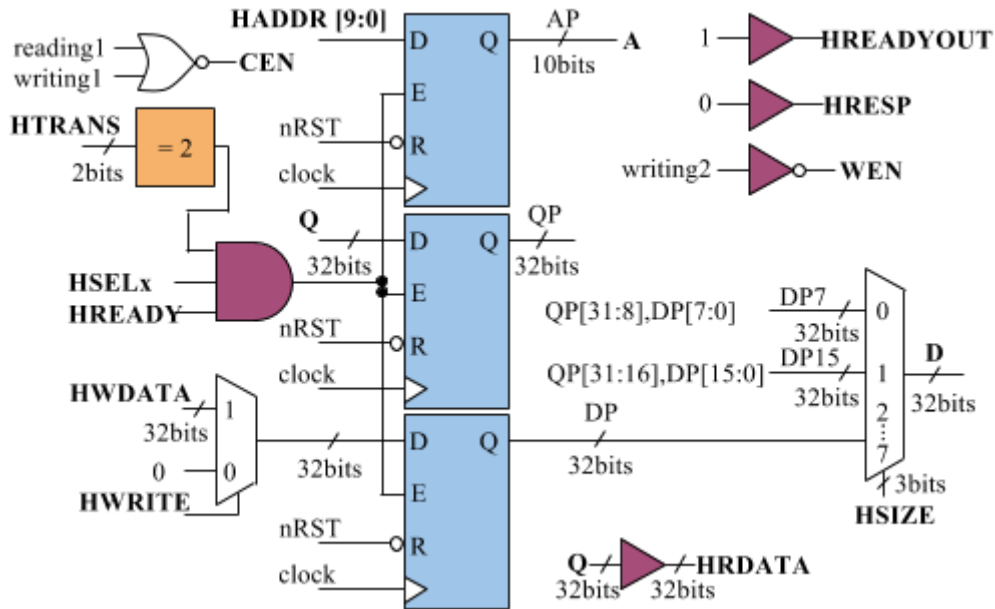 HADDR [9:0]
D
Q
AP
10bits
A
E
nRST
R
clock
reading1
writing1
CEN
HTRANS
2bits
= 2
1
HREADYOUT
0
HRESP
writing2
WEN
Q
32bits
D
Q
QP
32bits
E
nRST
R
clock
HSELx
HREADY
QP[31:8],DP[7:0]
DP7
32bits
0
QP[31:16],DP[15:0]
DP15
32bits
1
2
7
D
32bits
3bits
HSIZE
HWDATA
32bits
1
0
0
HWRITE
32bits
D
Q
DP
32bits
E
nRST
R
clock
Q
32bits
32bits
HRDATA